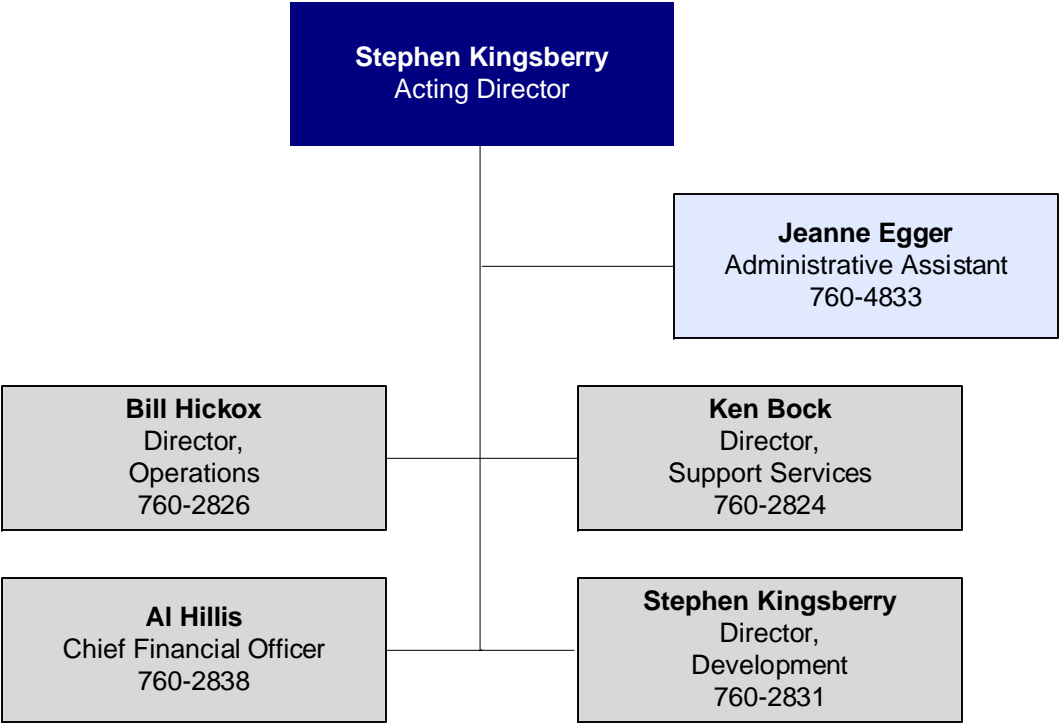 Stephen Kingsberry
Acting Director
Jeanne Egger
Administrative Assistant
760-4833
Bill Hickox
Director,
Operations
760-2826
Ken Bock
Director,
Support Services
760-2824
Al Hillis
Chief Financial Officer
760-2838
Stephen Kingsberry
Director,
Development
760-2831